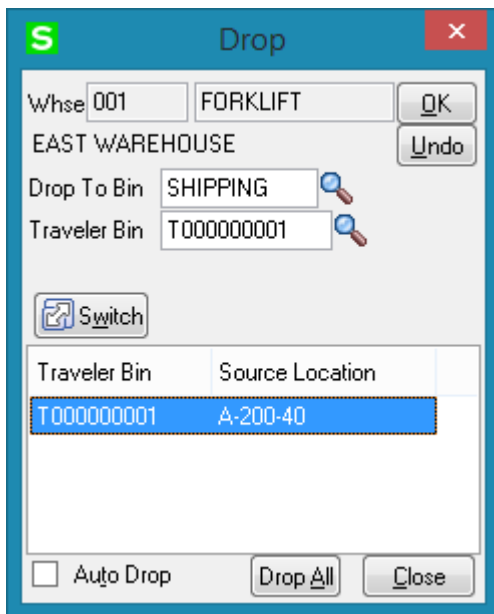 S Drop ×
Whse 001 FORKLIFT OK
EAST WAREHOUSE Undo
Drop To Bin SHIPPING
Traveler Bin T000000001
Switch
Traveler Bin Source Location
T000000001 A-200-40
Auto Drop Drop All Close